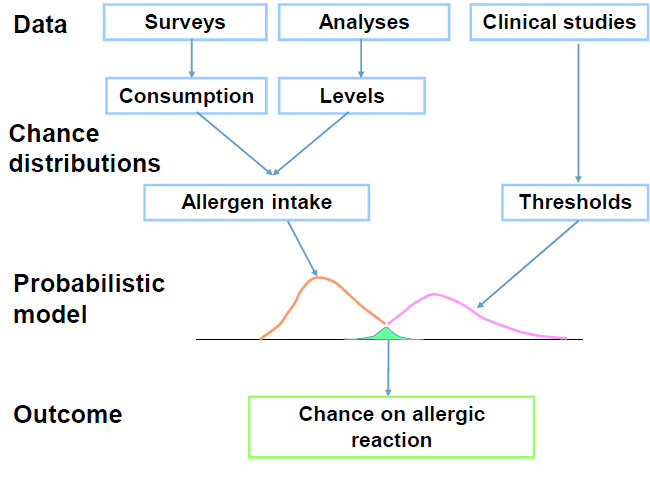 Data
Surveys
Analyses
Clinical studies
Consumption
Levels
Chance
distributions
Allergen intake
Thresholds
Probabilistic
model
Outcome
Chance on allergic
reaction